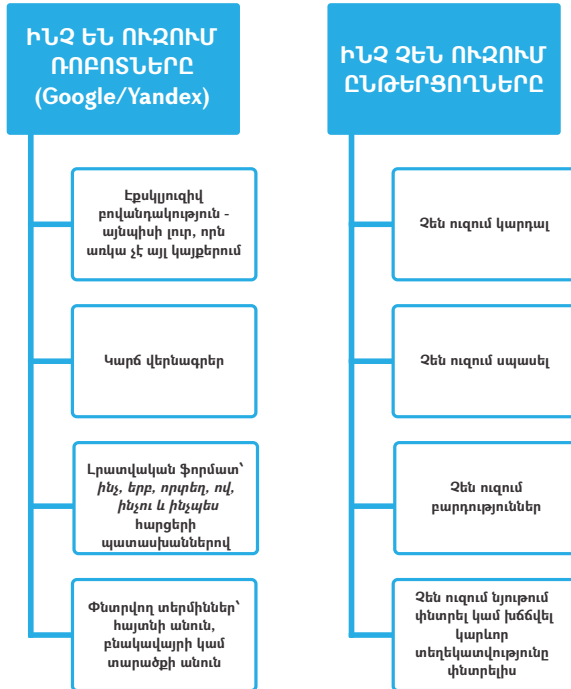 ԻՆՉ ԵՆ ՈՒԶՈՒՄ
ՌՈԲՈՏՆԵՐԸ
(Google/Yandex)
Էքսկլյուզիվ
բովանդակություն -
այնպիսի լուր, որն
առկա չէ այլ կայքերում
Կարճ վերնագրեր
Լրատվական ֆորմատ՝
ինչ, երբ, որտեղ, ով,
ինչու և ինչպես
հարցերի
պատասխաններով
Փնտրվող տերմիններ՝
հայտնի անուն,
բնակավայրի կամ
տարածքի անուն
ԻՆՉ ՉԵՆ ՈՒԶՈՒՄ
ԸՆԹԵՐՑՈՂՆԵՐԸ
Չեն ուզում կարդալ
Չեն ուզում սպասել
Չեն ուզում
բարդություններ
Չեն ուզում նյութում
փնտրել կամ խճճվել
կարևոր
տեղեկատվությունը
փնտրելիս